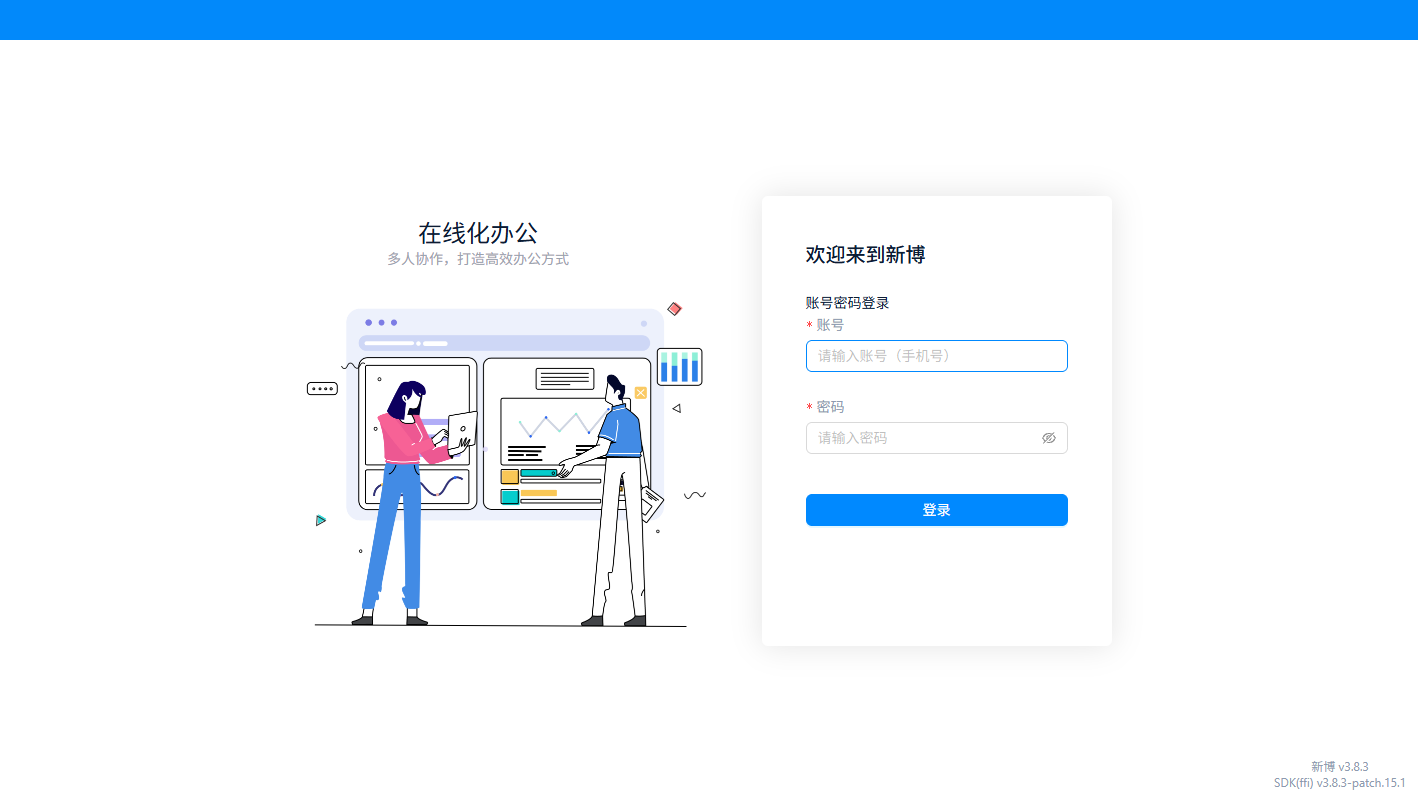 在线化办公
多人协作，打造高效办公方式
欢迎来到新博
账号密码登录
* 账号
请输入账号（手机号）
* 密码
请输入密码
登录
新博 v3.8.3
SDK(ffi) v3.8.3-patch.15.1